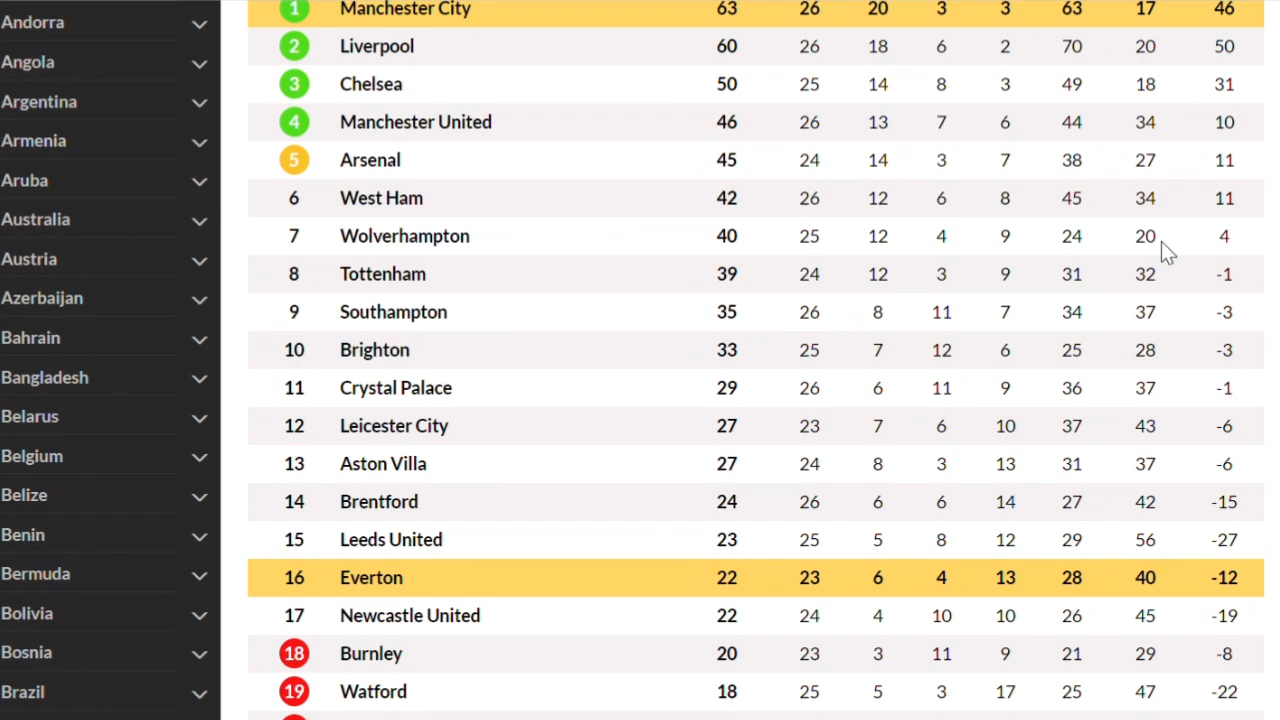 Andorra
Angola
Argentina
Armenia
Aruba
Australia
Austria
Azerbaijan
Bahrain
Bangladesh
Belarus
Belgium
Belize
Benin
Bermuda
Bolivia
Bosnia
Brazil
1 Manchester City 63 26 20 3 3 63 17 46
2 Liverpool 60 26 18 6 2 70 20 50
3 Chelsea 50 25 14 8 3 49 18 31
4 Manchester United 46 26 13 7 6 44 34 10
5 Arsenal 45 24 14 3 7 38 27 11
6 West Ham 42 26 12 6 8 45 34 11
7 Wolverhampton 40 25 12 4 9 24 20 4
8 Tottenham 39 24 12 3 9 31 32 -1
9 Southampton 35 26 8 11 7 34 37 -3
10 Brighton 33 25 7 12 6 25 28 -3
11 Crystal Palace 29 26 6 11 9 36 37 -1
12 Leicester City 27 23 7 6 10 37 43 -6
13 Aston Villa 27 24 8 3 13 31 37 -6
14 Brentford 24 26 6 6 14 27 42 -15
15 Leeds United 23 25 5 8 12 29 56 -27
16 Everton 22 23 6 4 13 28 40 -12
17 Newcastle United 22 24 4 10 10 26 45 -19
18 Burnley 20 23 3 11 9 21 29 -8
19 Watford 18 25 5 3 17 25 47 -22